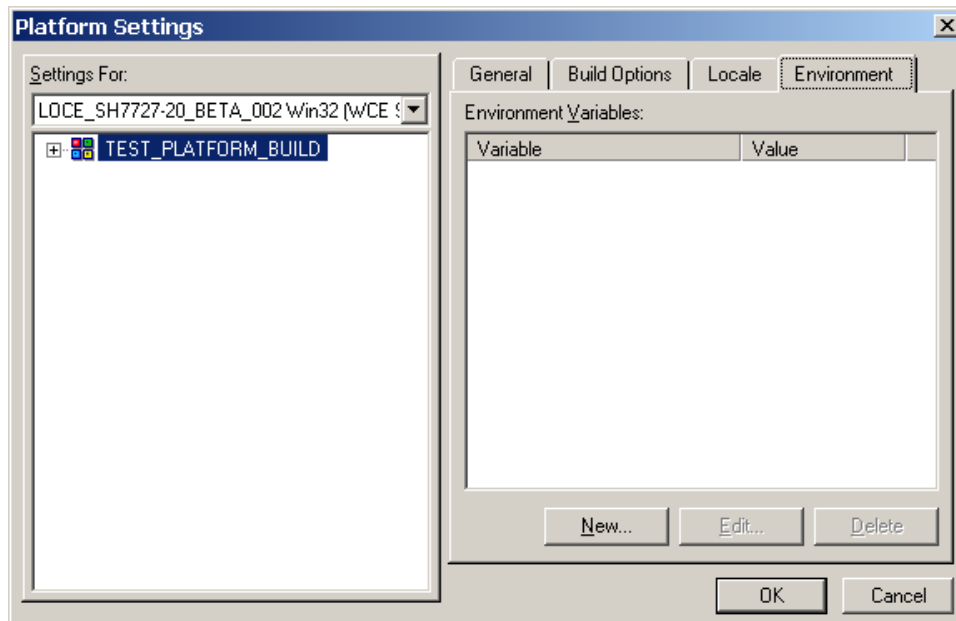 Platform Settings
Settings For:
LOCE_SH7727-20_BETA_002 Win32 (WCE
TEST_PLATFORM_BUILD
General
Build Options
Locale
Environment
Environment Variables:
Variable
Value
New...
Edit...
Delete
OK
Cancel